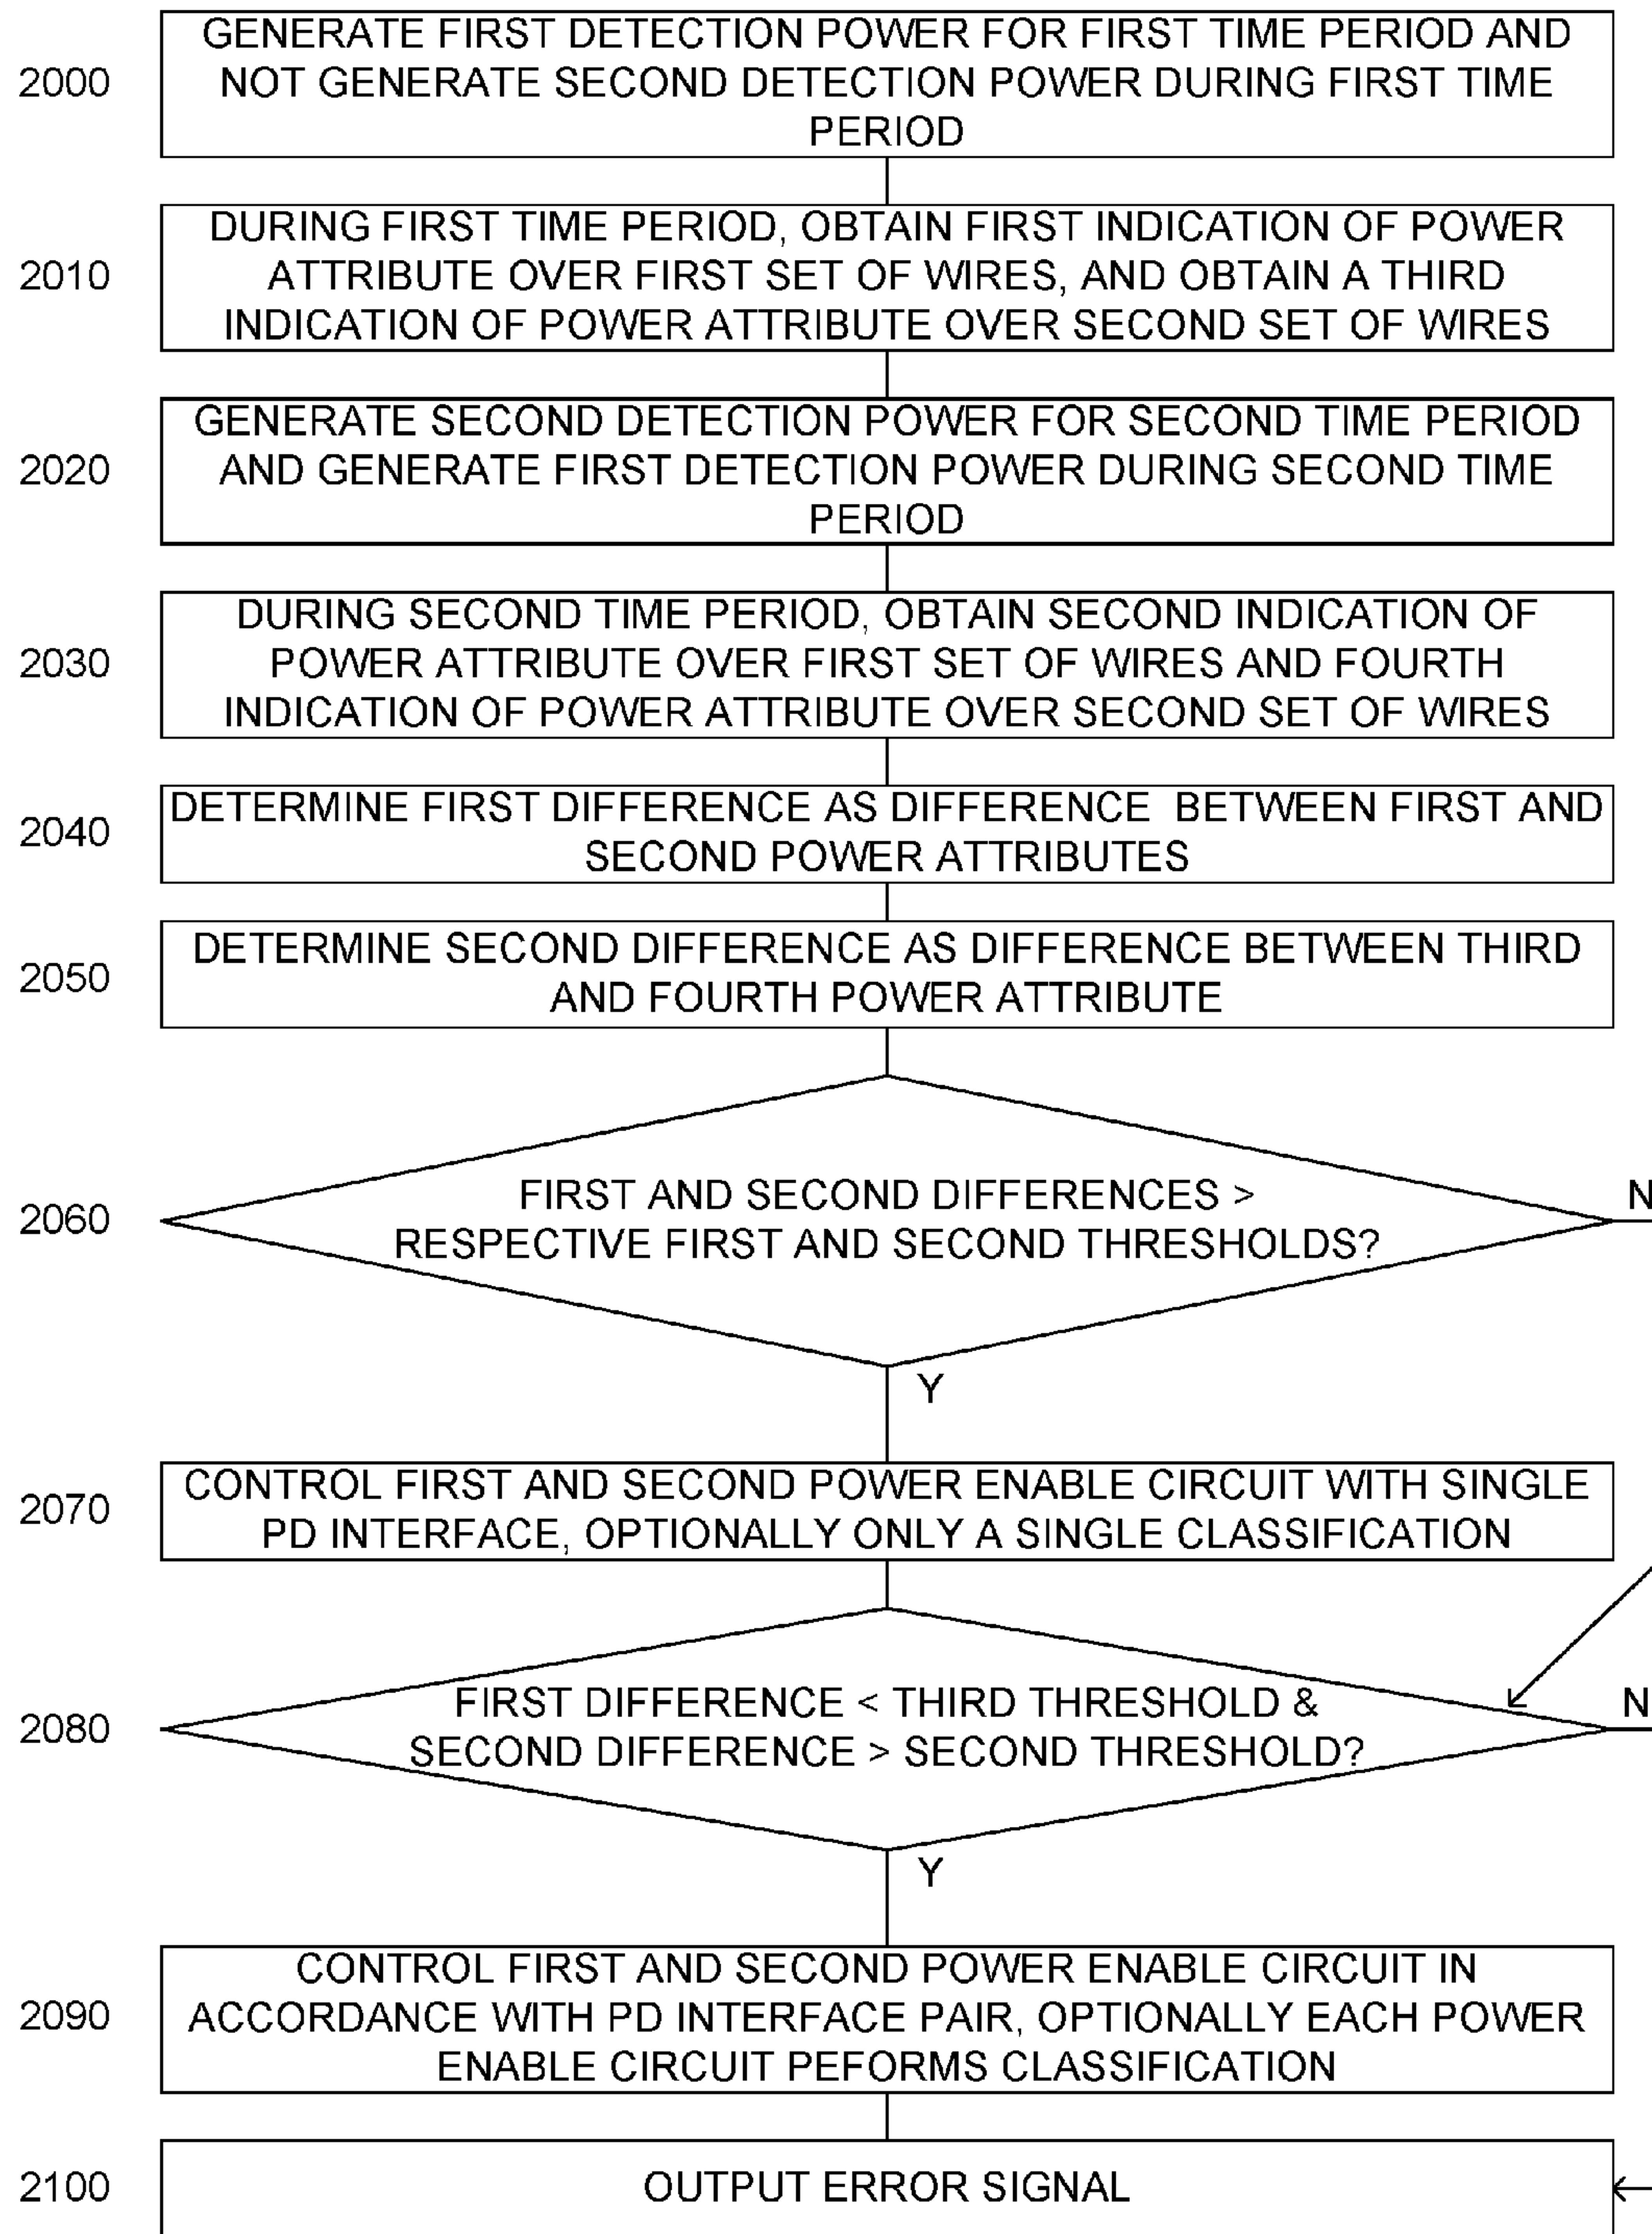 2000
GENERATE FIRST DETECTION POWER FOR FIRST TIME PERIOD AND
NOT GENERATE SECOND DETECTION POWER DURING FIRST TIME
PERIOD
2010
DURING FIRST TIME PERIOD, OBTAIN FIRST INDICATION OF POWER
ATTRIBUTE OVER FIRST SET OF WIRES, AND OBTAIN A THIRD
INDICATION OF POWER ATTRIBUTE OVER SECOND SET OF WIRES
2020
GENERATE SECOND DETECTION POWER FOR SECOND TIME PERIOD
AND GENERATE FIRST DETECTION POWER DURING SECOND TIME
PERIOD
2030
DURING SECOND TIME PERIOD, OBTAIN SECOND INDICATION OF
POWER ATTRIBUTE OVER FIRST SET OF WIRES AND FOURTH
INDICATION OF POWER ATTRIBUTE OVER SECOND SET OF WIRES
2040
DETERMINE FIRST DIFFERENCE AS DIFFERENCE BETWEEN FIRST AND
SECOND POWER ATTRIBUTES
2050
DETERMINE SECOND DIFFERENCE AS DIFFERENCE BETWEEN THIRD
AND FOURTH POWER ATTRIBUTE
2060
FIRST AND SECOND DIFFERENCES >
RESPECTIVE FIRST AND SECOND THRESHOLDS?
N
Y
2070
CONTROL FIRST AND SECOND POWER ENABLE CIRCUIT WITH SINGLE
PD INTERFACE, OPTIONALLY ONLY A SINGLE CLASSIFICATION
2080
FIRST DIFFERENCE < THIRD THRESHOLD &
SECOND DIFFERENCE > SECOND THRESHOLD?
N
Y
2090
CONTROL FIRST AND SECOND POWER ENABLE CIRCUIT IN
ACCORDANCE WITH PD INTERFACE PAIR, OPTIONALLY EACH POWER
ENABLE CIRCUIT PEFORMS CLASSIFICATION
2100
OUTPUT ERROR SIGNAL